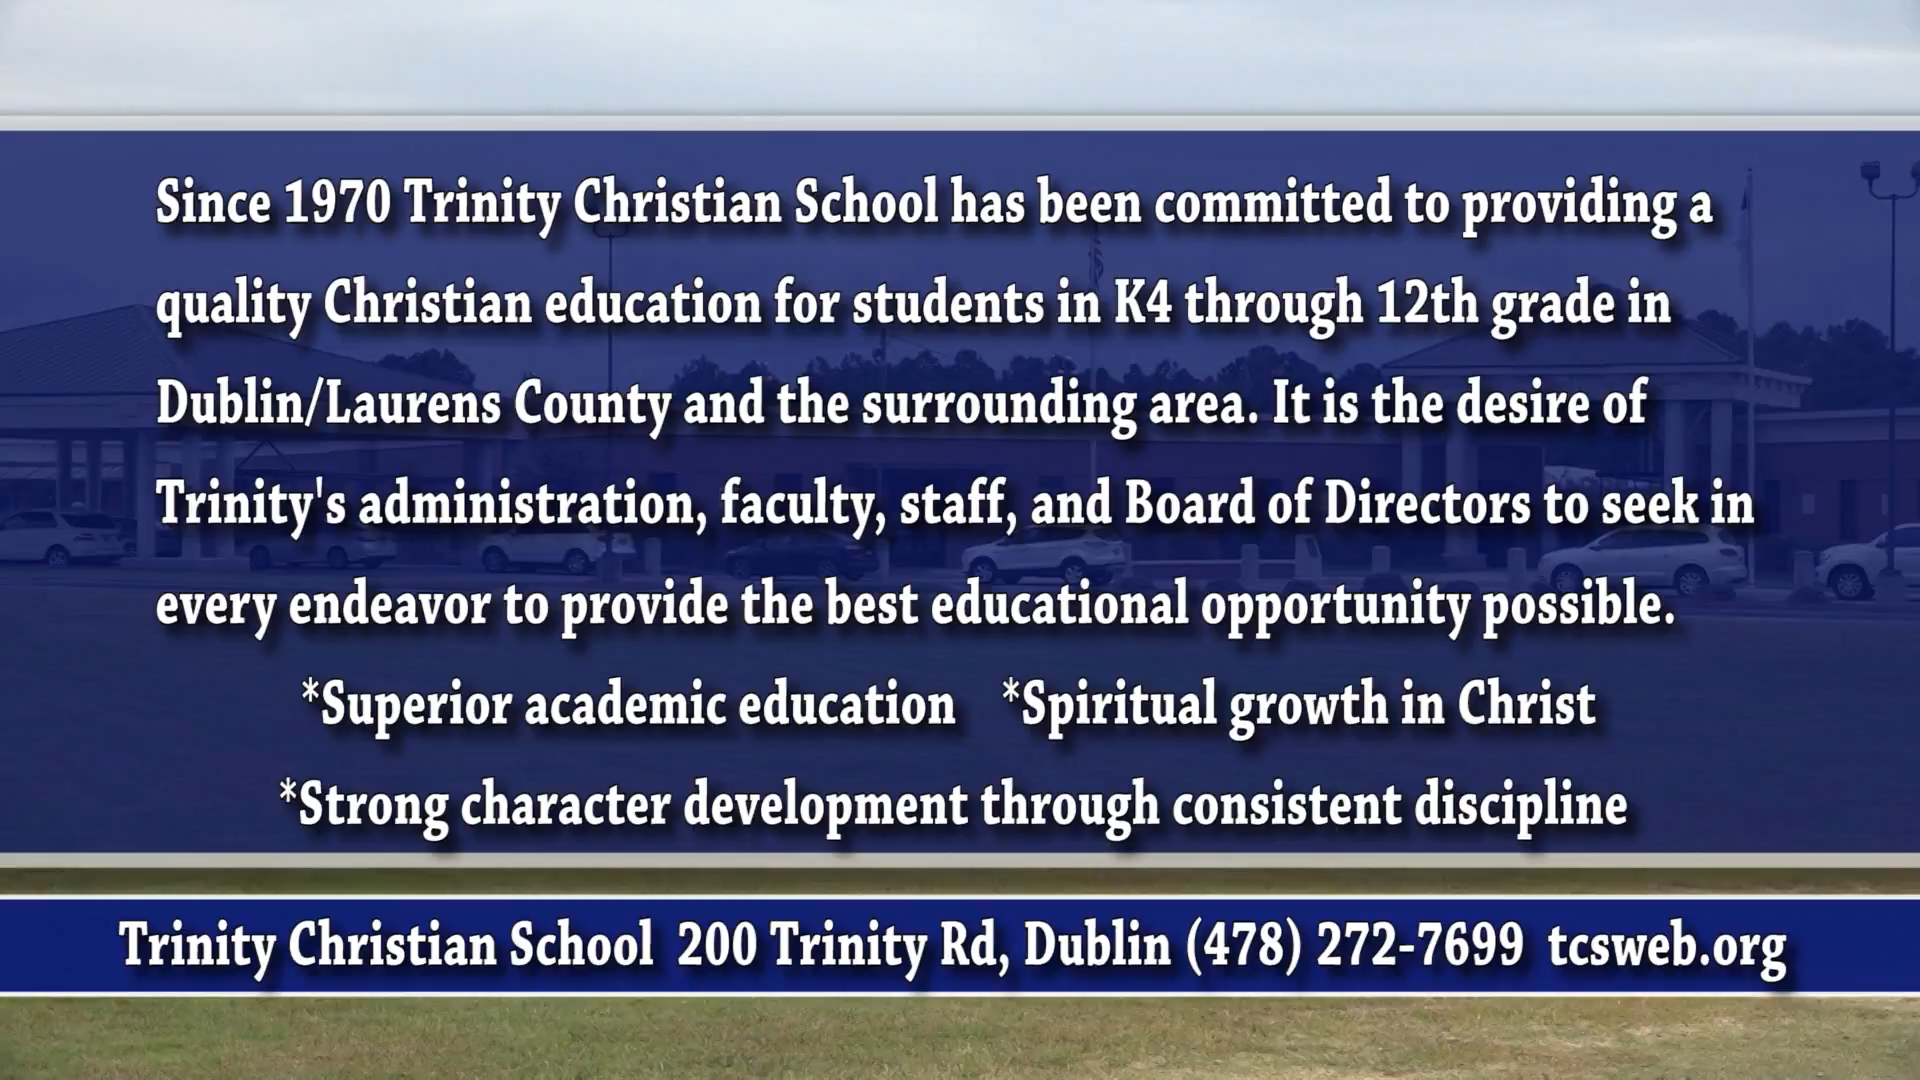 Since 1970 Trinity Christian School has been committed to providing a
quality Christian education for students in K4 through 12th grade in
Dublin/Laurens County and the surrounding area. It is the desire of
Trinity's administration, faculty, staff, and Board of Directors to seek in
every endeavor to provide the best educational opportunity possible.
*Superior academic education *Spiritual growth in Christ
*Strong character development through consistent discipline
Trinity Christian School 200 Trinity Rd, Dublin (478) 272-7699 tcsweb.org